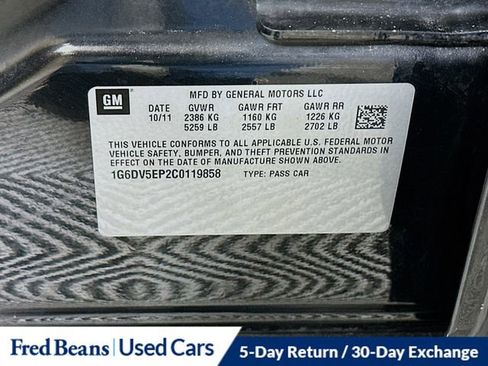 GM
MFD BY GENERAL MOTORS LLC
DATE GVWR GAWR FRT GAWR RR
10/11 2386 KG 1160 KG 1226 KG
5259 LB 2557 LB 2702 LB
THIS VEHICLE CONFORMS TO ALL APPLICABLE U.S. FEDERAL MOTOR
VEHICLE SAFETY, BUMPER, AND THEFT PREVENTION STANDARDS
IN EFFECT ON THE DATE OF MANUFACTURE SHOWN ABOVE.
1G6DV5EP2C0119858 TYPE: PASS CAR
Fred Beans | Used Cars 5-Day Return / 30-Day Exchange